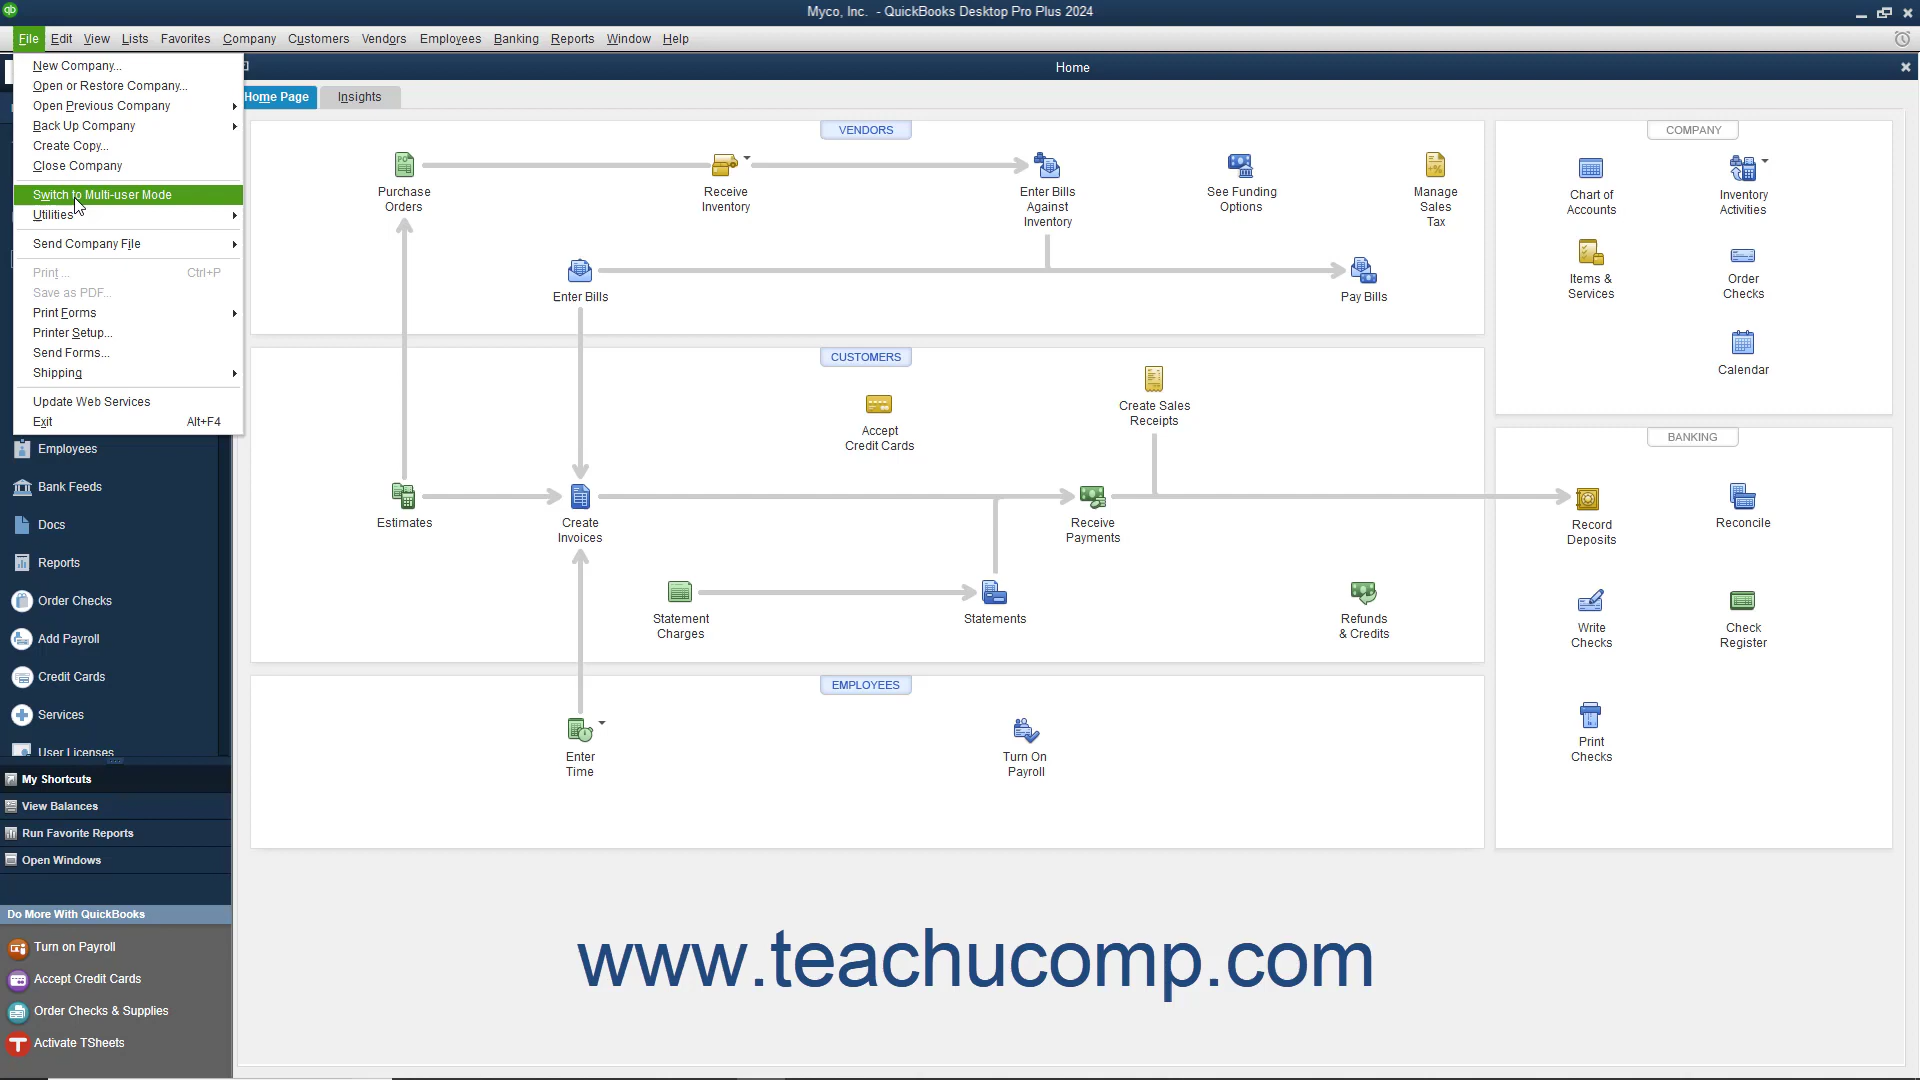 Myco, Inc. - QuickBooks Desktop Pro Plus 2024
File Edit View Lists Favorites Company Customers Vendors Employees Banking Reports Window Help
New Company...
Open or Restore Company...
Open Previous Company
Back Up Company
Create Copy...
Close Company
Switch to Multi-user Mode
Utilities
Send Company File
Print ... Ctrl+P
Save as PDF...
Print Forms
Printer Setup...
Send Forms...
Shipping
Update Web Services
Exit Alt+F4
Employees
Bank Feeds
Docs
Reports
Order Checks
Add Payroll
Credit Cards
Services
User Licenses
My Shortcuts
View Balances
Run Favorite Reports
Open Windows
Do More With QuickBooks
Turn on Payroll
Accept Credit Cards
Order Checks & Supplies
Activate TSheets
Home
Home Page Insights
VENDORS
Purchase
Orders
Receive
Inventory
Enter Bills
Against
Inventory
See Funding
Options
Manage
Sales
Tax
Enter Bills
Pay Bills
CUSTOMERS
Accept
Credit Cards
Create Sales
Receipts
Estimates
Create
Invoices
Receive
Payments
Statement
Charges
Statements
Refunds
& Credits
EMPLOYEES
Enter
Time
Turn On
Payroll
COMPANY
Chart of
Accounts
Inventory
Activities
Items &
Services
Order
Checks
Calendar
BANKING
Record
Deposits
Reconcile
Write
Checks
Check
Register
Print
Checks
www.teachucomp.com